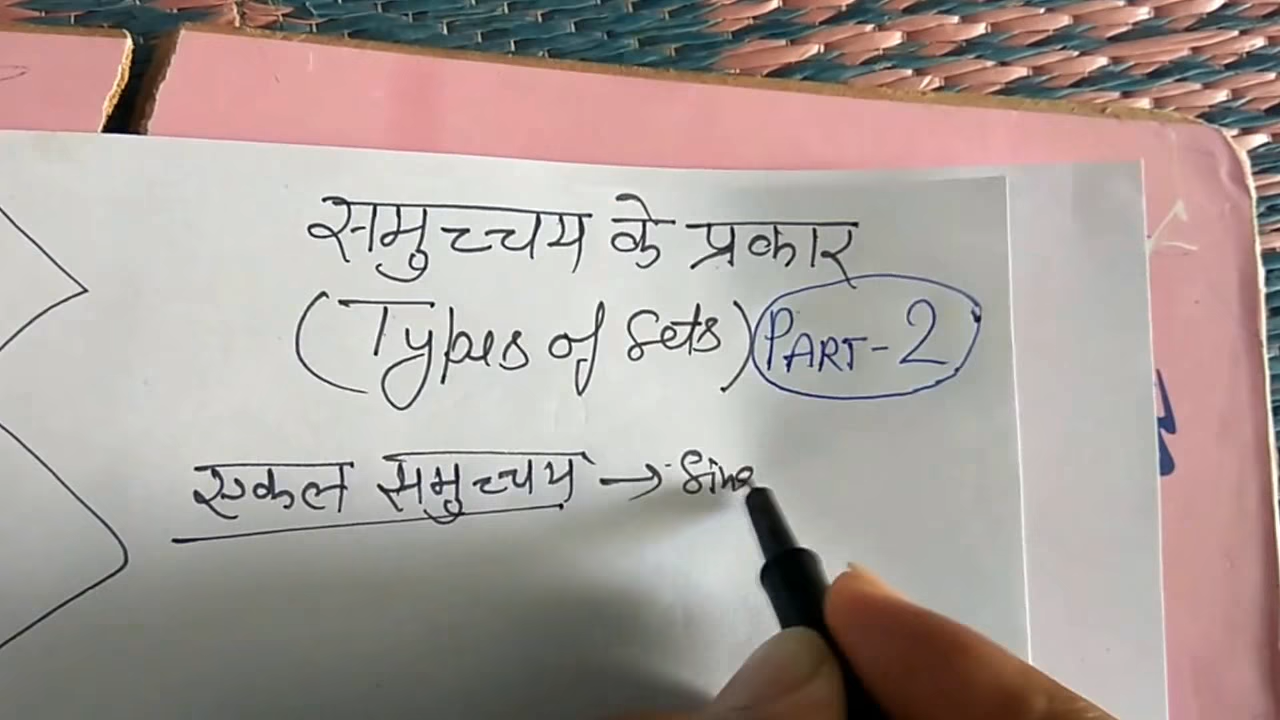 समुच्चय के प्रकार
(Types of Sets) PART-2
एकल समुच्चय → Sing